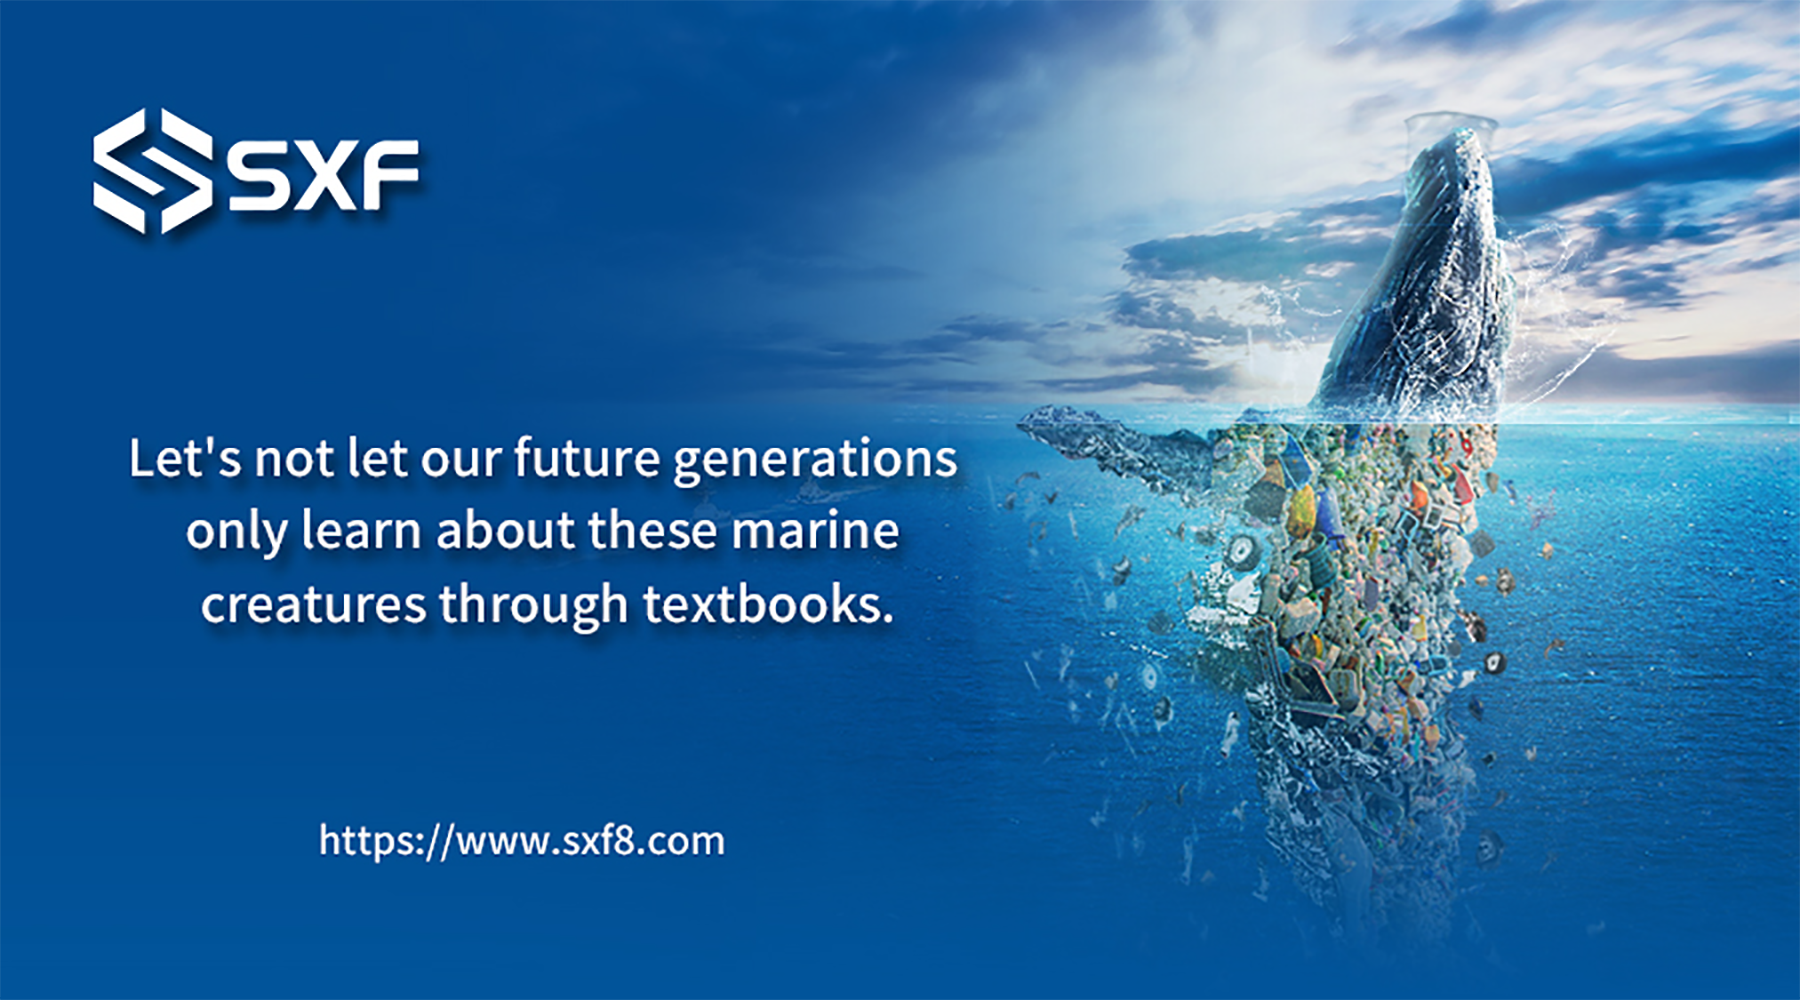 SXF
Let's not let our future generations
only learn about these marine
creatures through textbooks.
https://www.sxf8.com